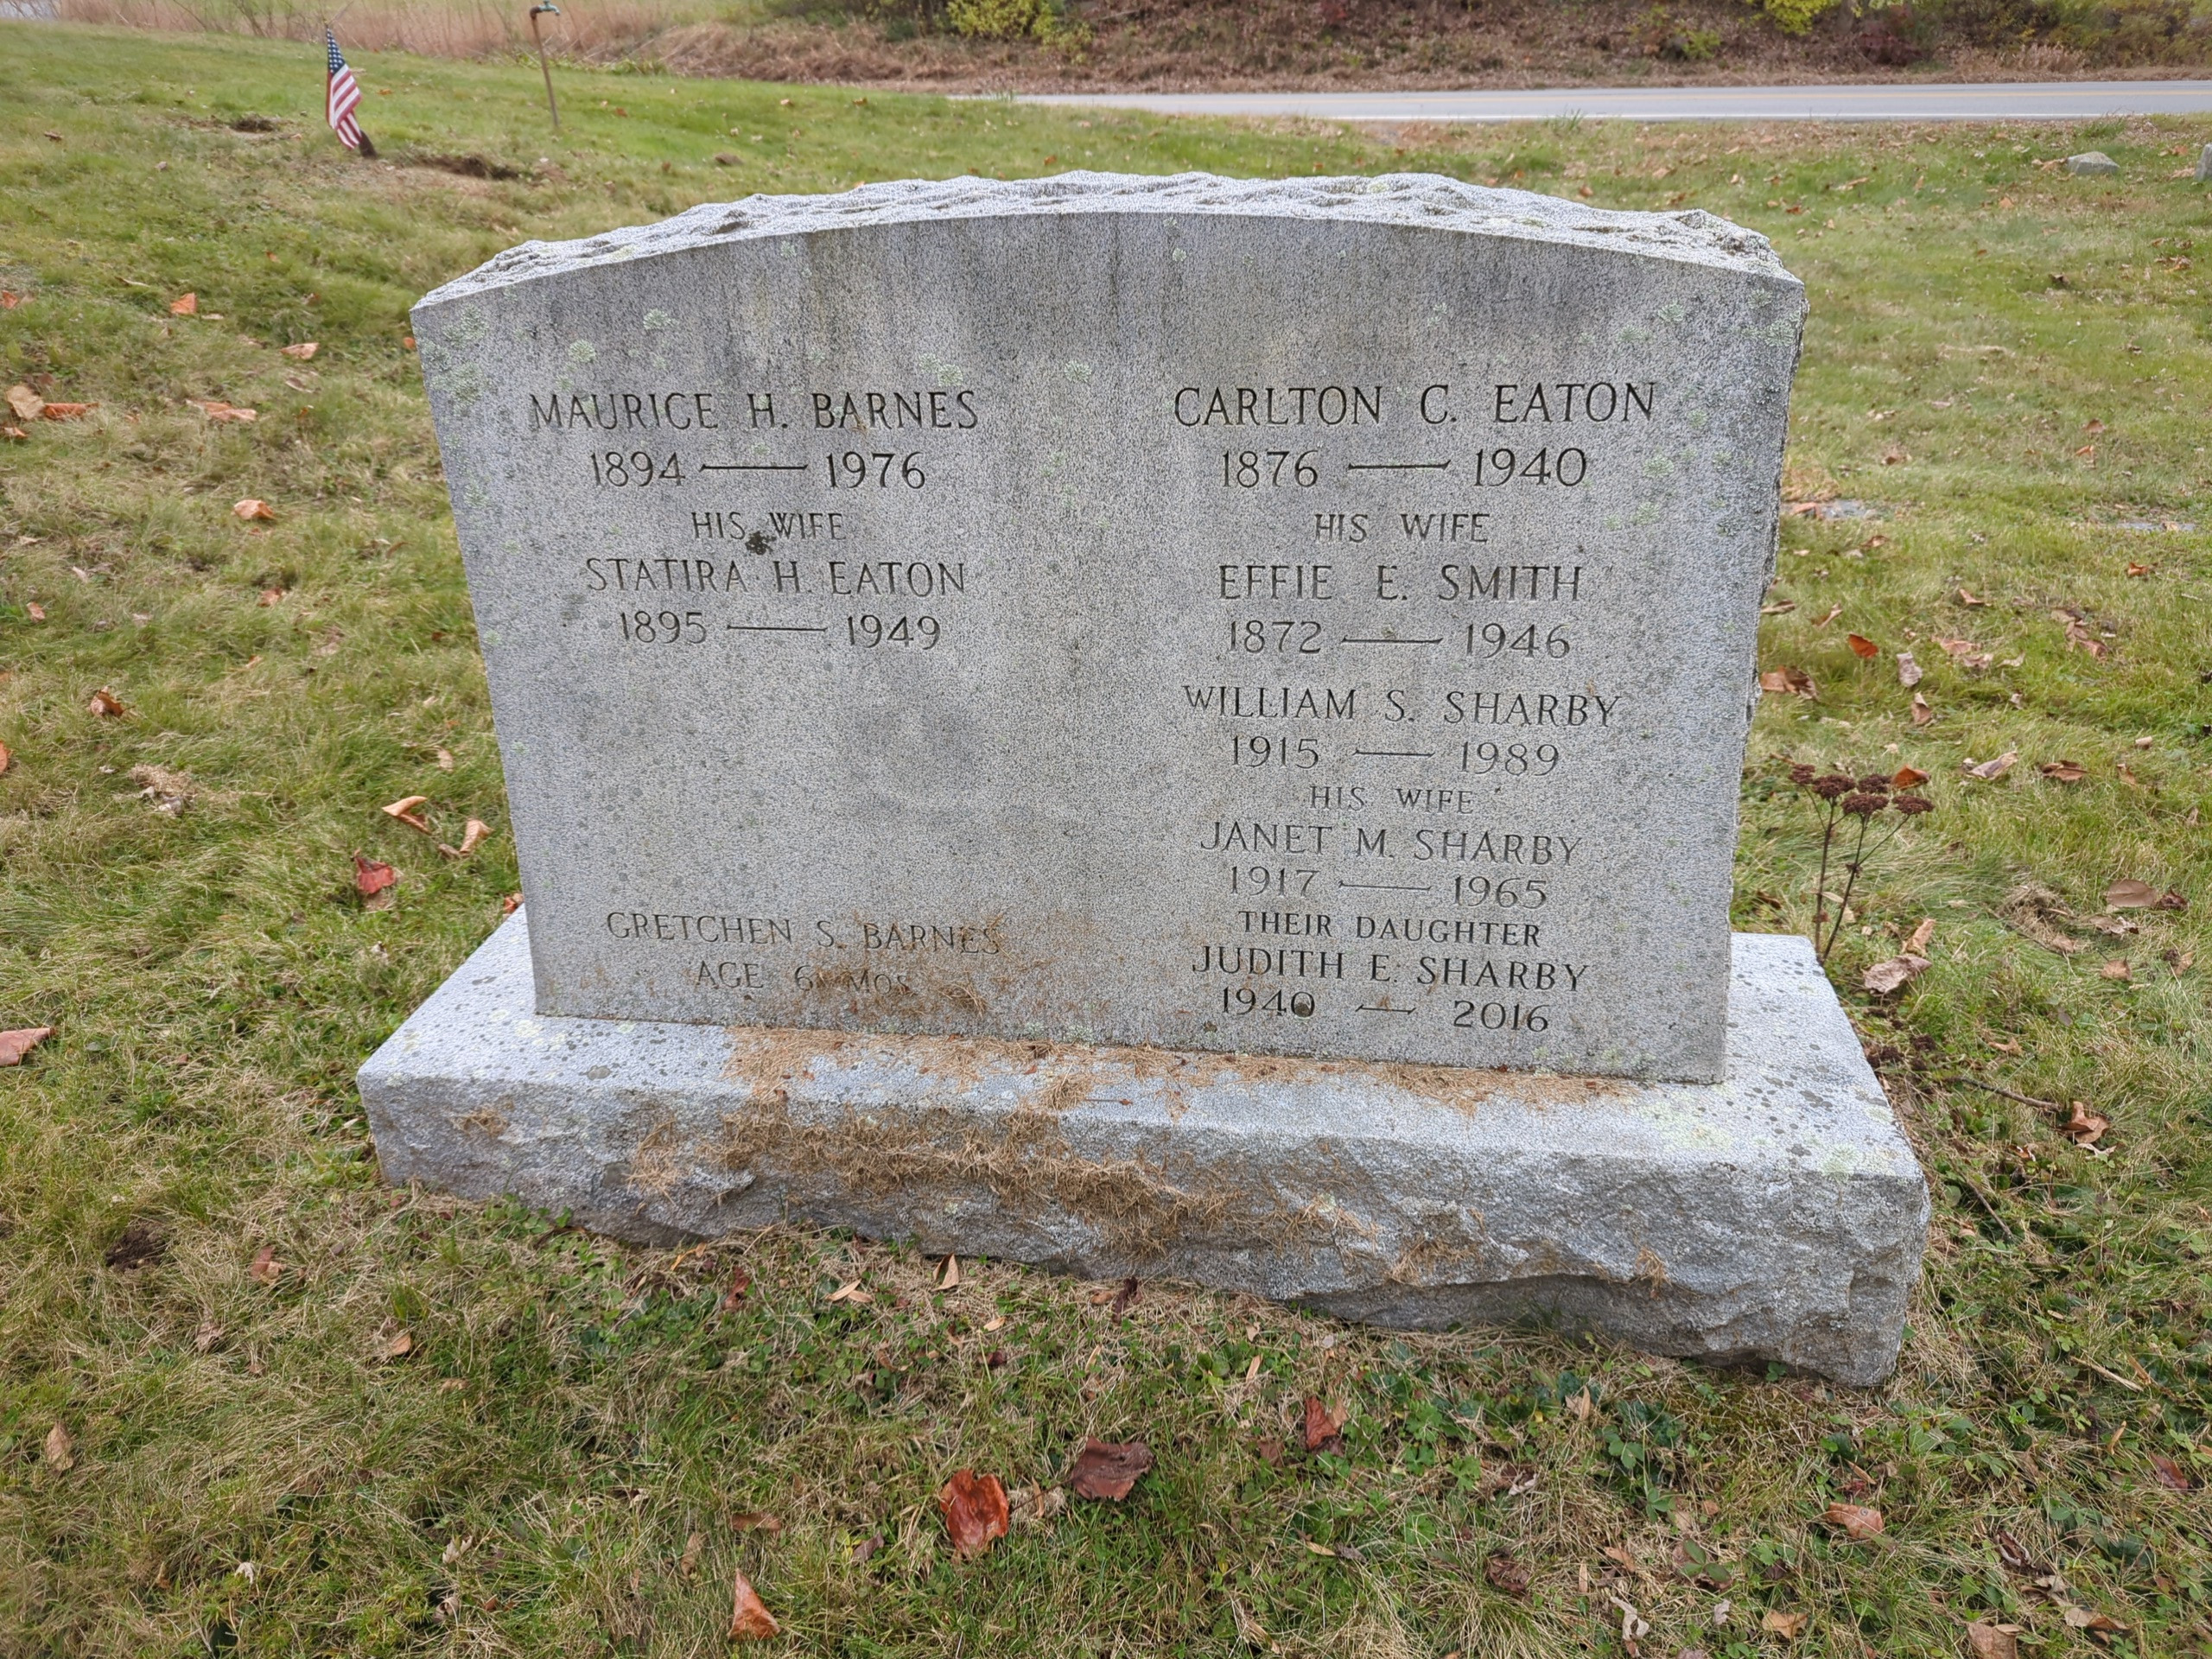 MAURICE H. BARNES
1894 — 1976
HIS WIFE
STATIRA H. EATON
1895 — 1949
GRETCHEN S. BARNES
AGE 6 MOS.
CARLTON C. EATON
1876 — 1940
HIS WIFE
EFFIE E. SMITH
1872 — 1946
WILLIAM S. SHARBY
1915 — 1989
HIS WIFE
JANET M. SHARBY
1917 — 1965
THEIR DAUGHTER
JUDITH E. SHARBY
1940 — 2016